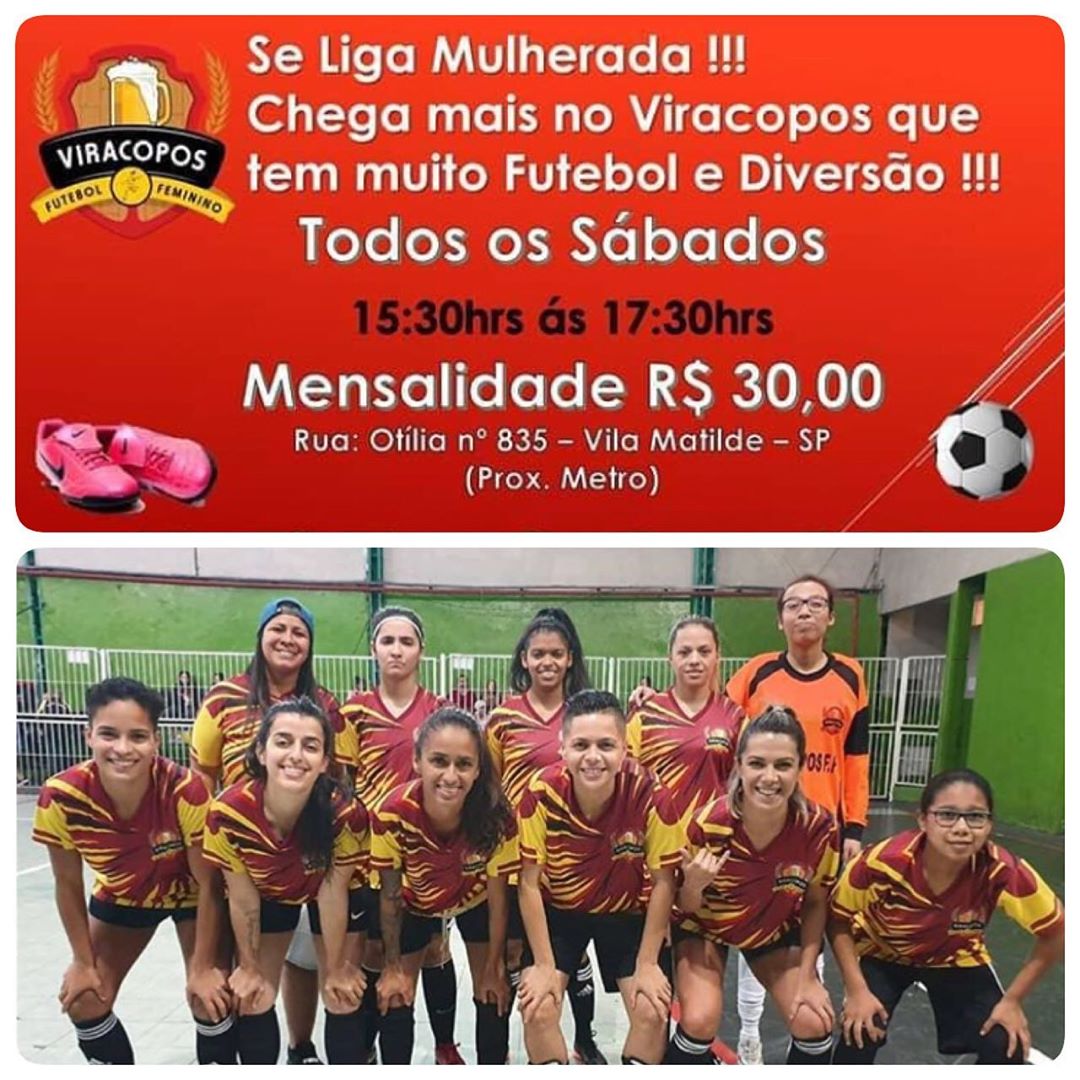 Se Liga Mulherada !!!
Chega mais no Viracopos que
tem muito Futebol e Diversão !!!
Todos os Sábados
15:30hrs ás 17:30hrs
Mensalidade R$ 30,00
Rua: Otília nº 835 – Vila Matilde – SP
(Prox. Metro)
VIRACOPOS
FUTEBOL FEMININO